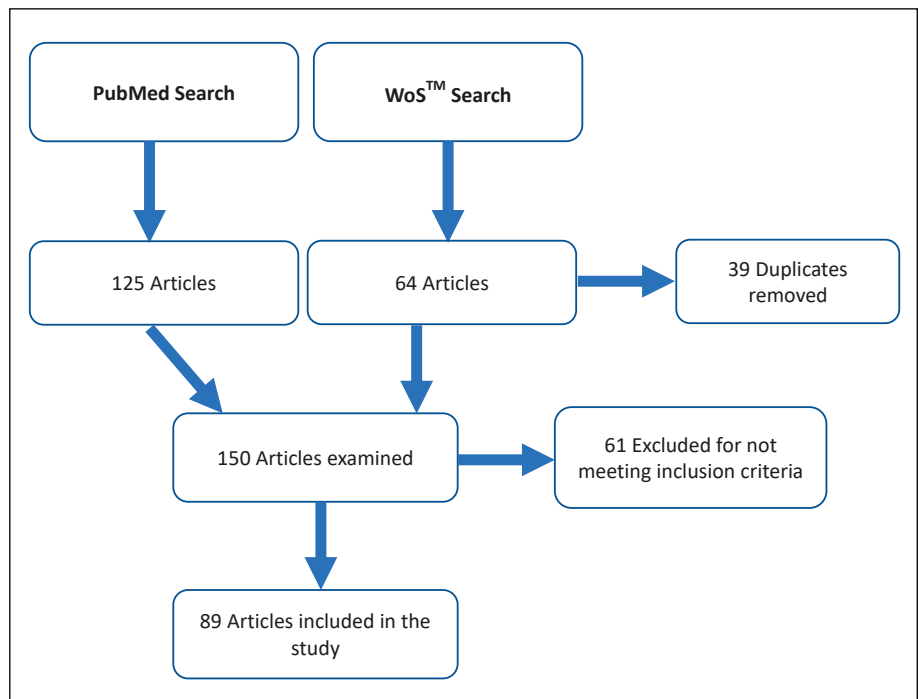 PubMed Search
WoS™ Search
125 Articles
64 Articles
39 Duplicates
removed
150 Articles examined
61 Excluded for not
meeting inclusion criteria
89 Articles included in the
study